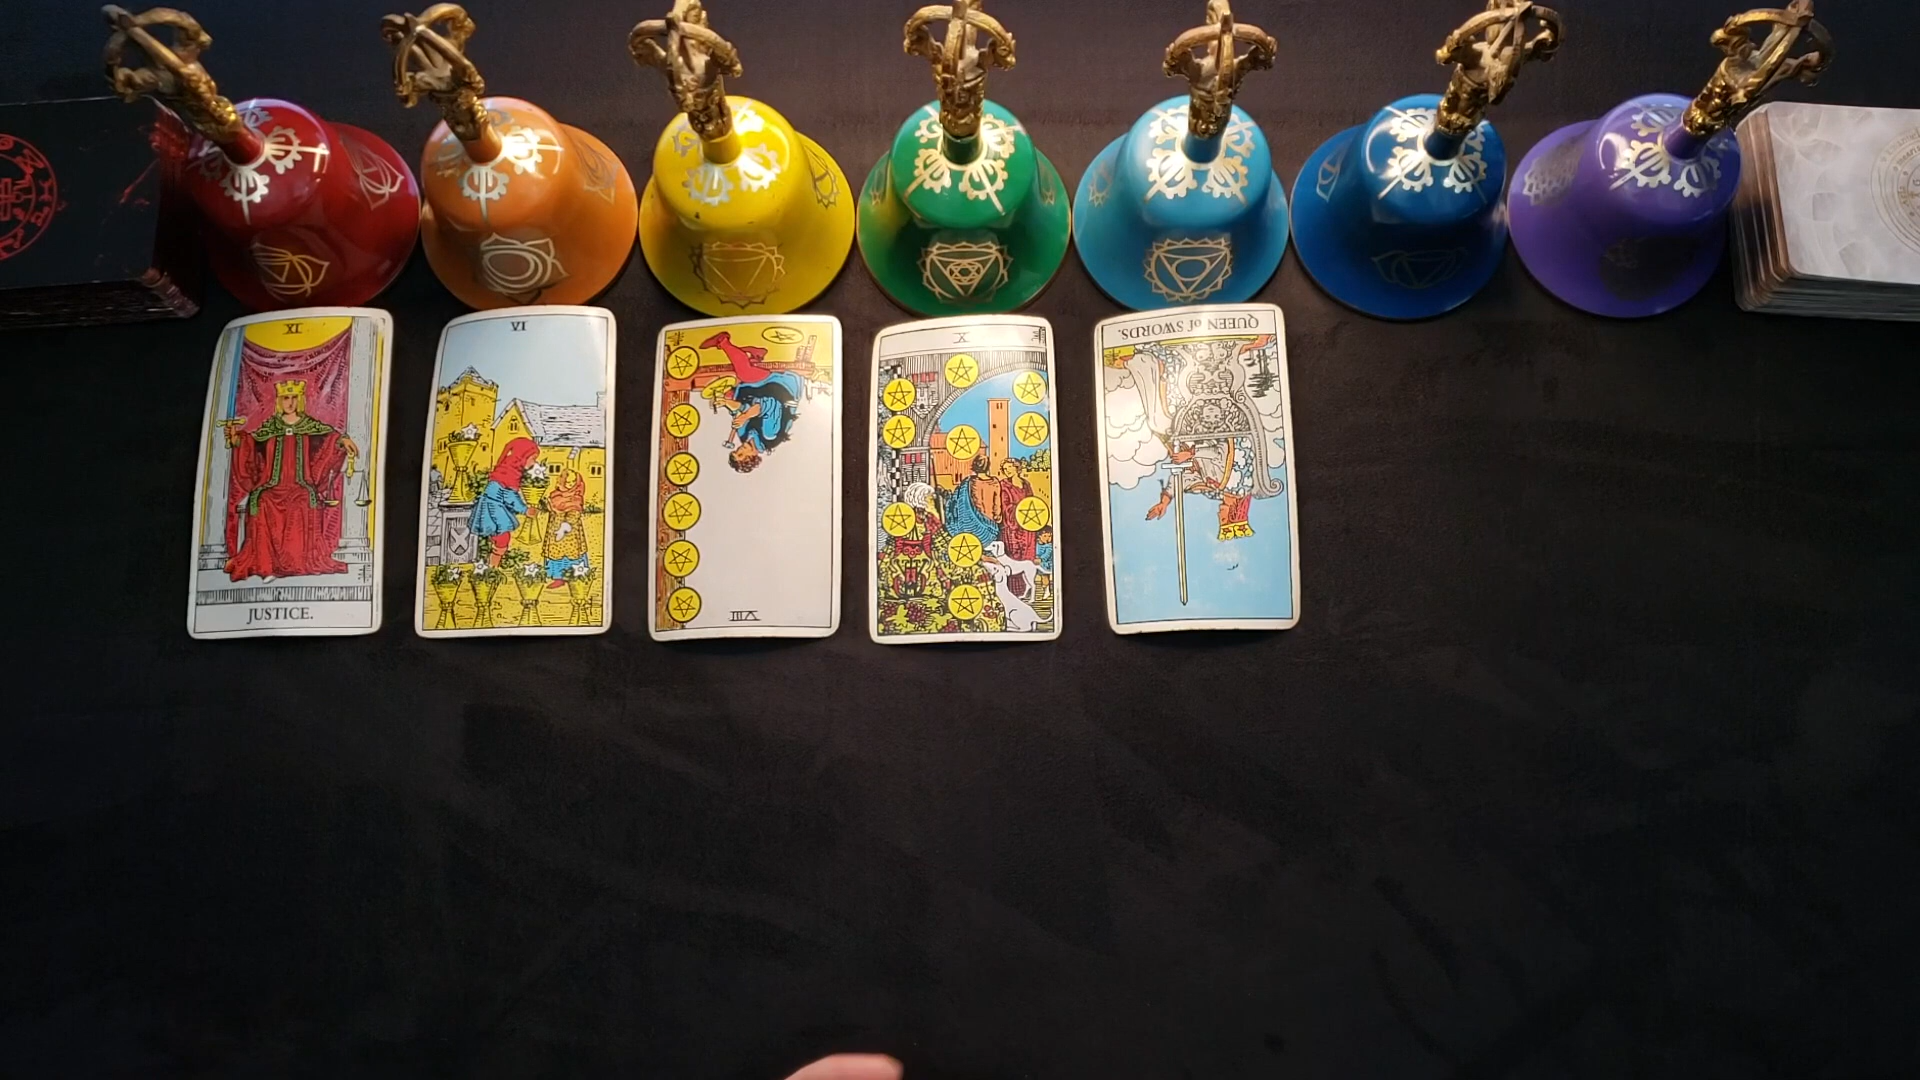 XI
JUSTICE.
VI
VIII
X
QUEEN of SWORDS.